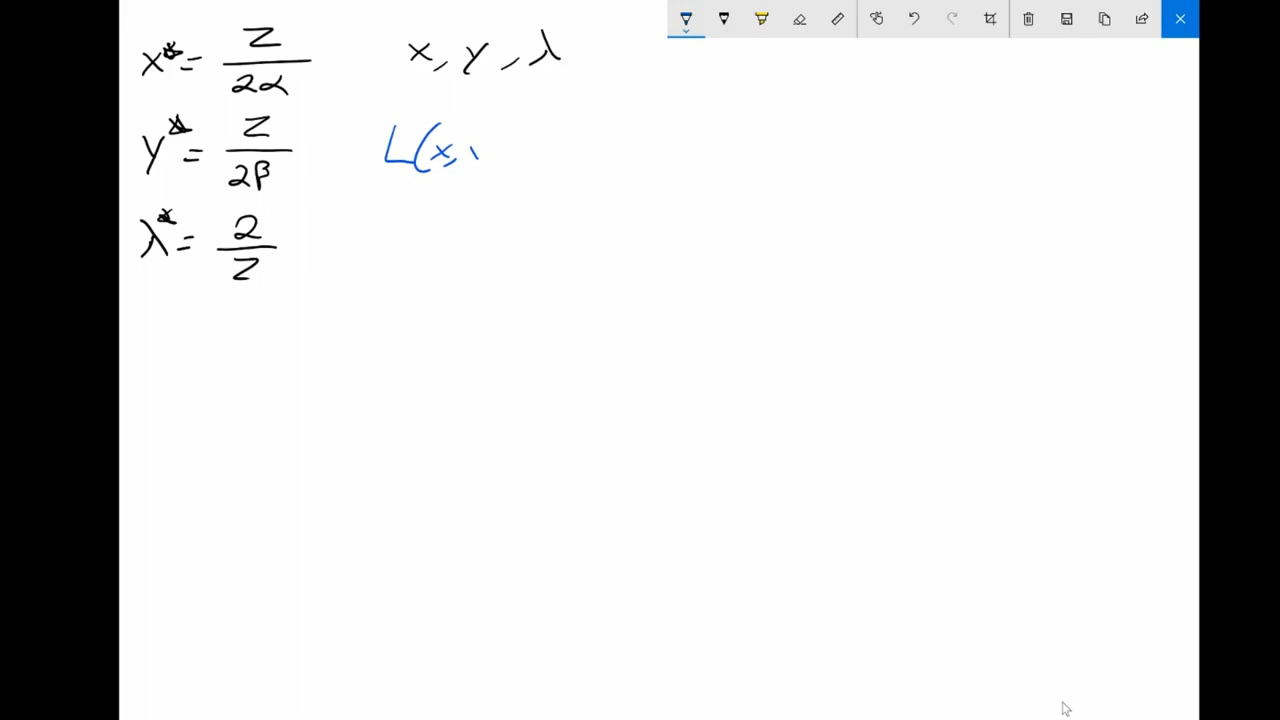 x* = Z / 2α
y* = Z / 2β
λ* = 2 / Z
x, y, λ
L(x,